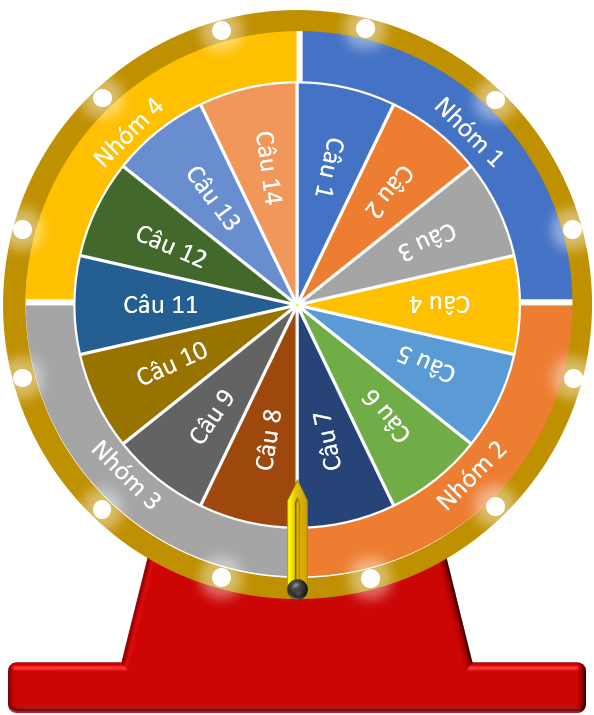 Nhóm 1
Nhóm 2
Nhóm 3
Nhóm 4
Câu 1
Câu 2
Câu 3
Câu 4
Câu 5
Câu 6
Câu 7
Câu 8
Câu 9
Câu 10
Câu 11
Câu 12
Câu 13
Câu 14